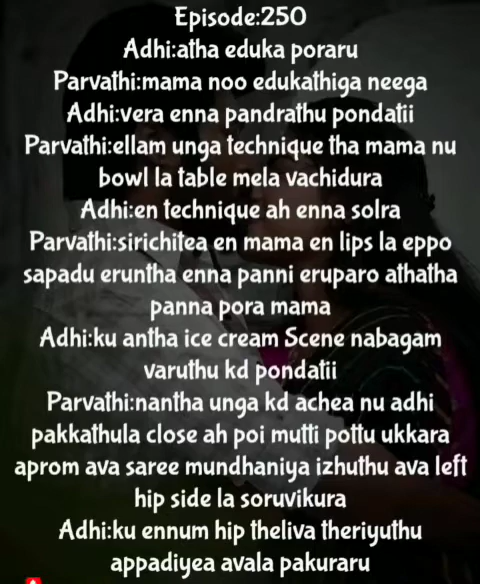 Episode:250
Adhi:atha eduka poraru
Parvathi:mama noo edukathiga neega
Adhi:vera enna pandrathu pondatii
Parvathi:ellam unga technique tha mama nu
bowl la table mela vachidura
Adhi:en technique ah enna solra
Parvathi:sirichitea en mama en lips la eppo
sapadu eruntha enna panni eruparo athatha
panna pora mama
Adhi:ku antha ice cream Scene nabagam
varuthu kd pondatii
Parvathi:nantha unga kd achea nu adhi
pakkathula close ah poi mutti pottu ukkara
aprom ava saree mundhaniya izhuthu ava left
hip side la soruvikura
Adhi:ku ennum hip theliva theriyuthu
appadiyea avala pakuraru